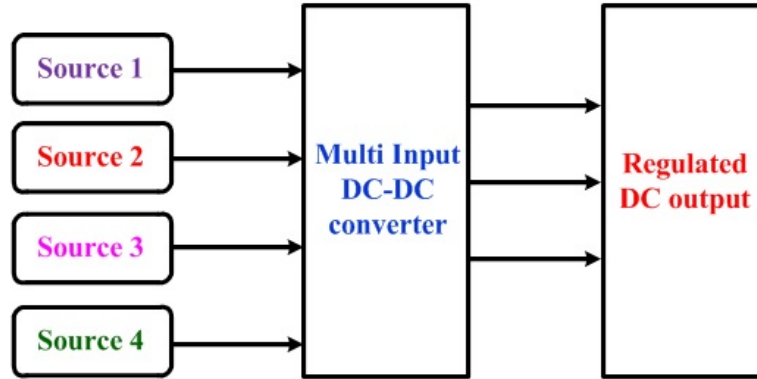 Source 1
Source 2
Source 3
Source 4
Multi Input
DC-DC
converter
Regulated
DC output